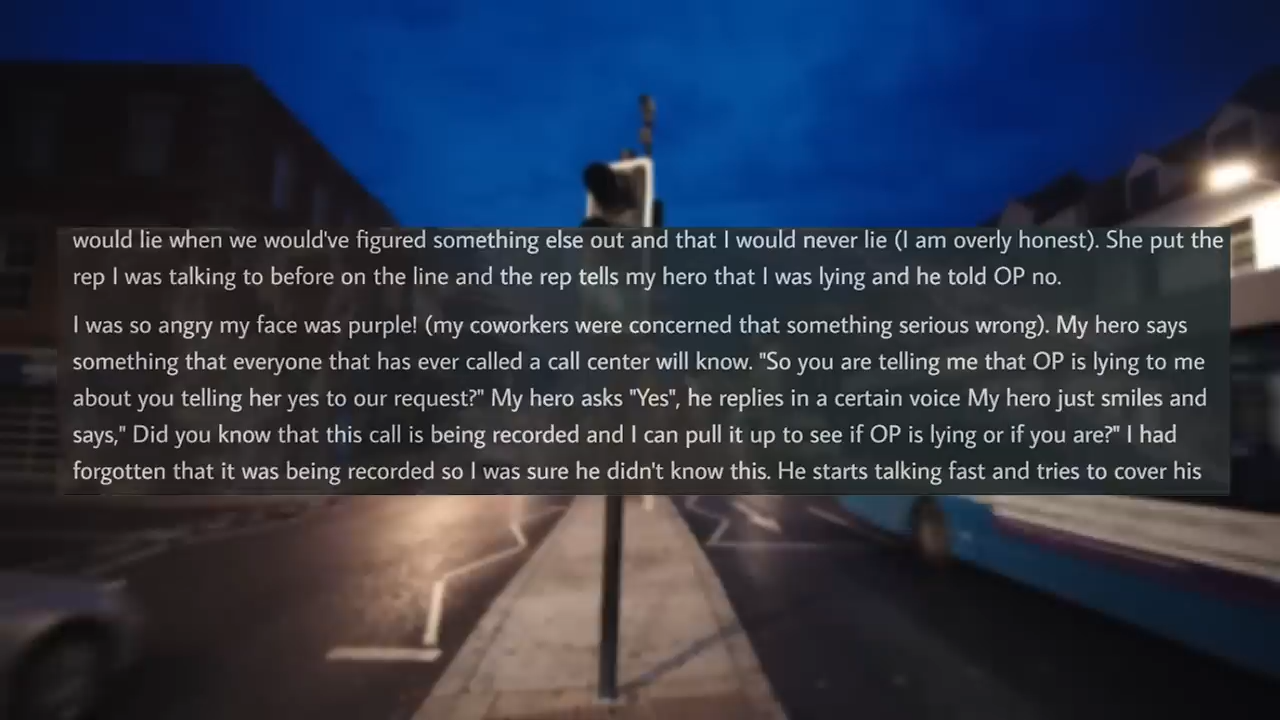 would lie when we would've figured something else out and that I would never lie (I am overly honest). She put the
rep I was talking to before on the line and the rep tells my hero that I was lying and he told OP no.
I was so angry my face was purple! (my coworkers were concerned that something serious wrong). My hero says
something that everyone that has ever called a call center will know. "So you are telling me that OP is lying to me
about you telling her yes to our request?" My hero asks "Yes", he replies in a certain voice My hero just smiles and
says," Did you know that this call is being recorded and I can pull it up to see if OP is lying or if you are?" I had
forgotten that it was being recorded so I was sure he didn't know this. He starts talking fast and tries to cover his